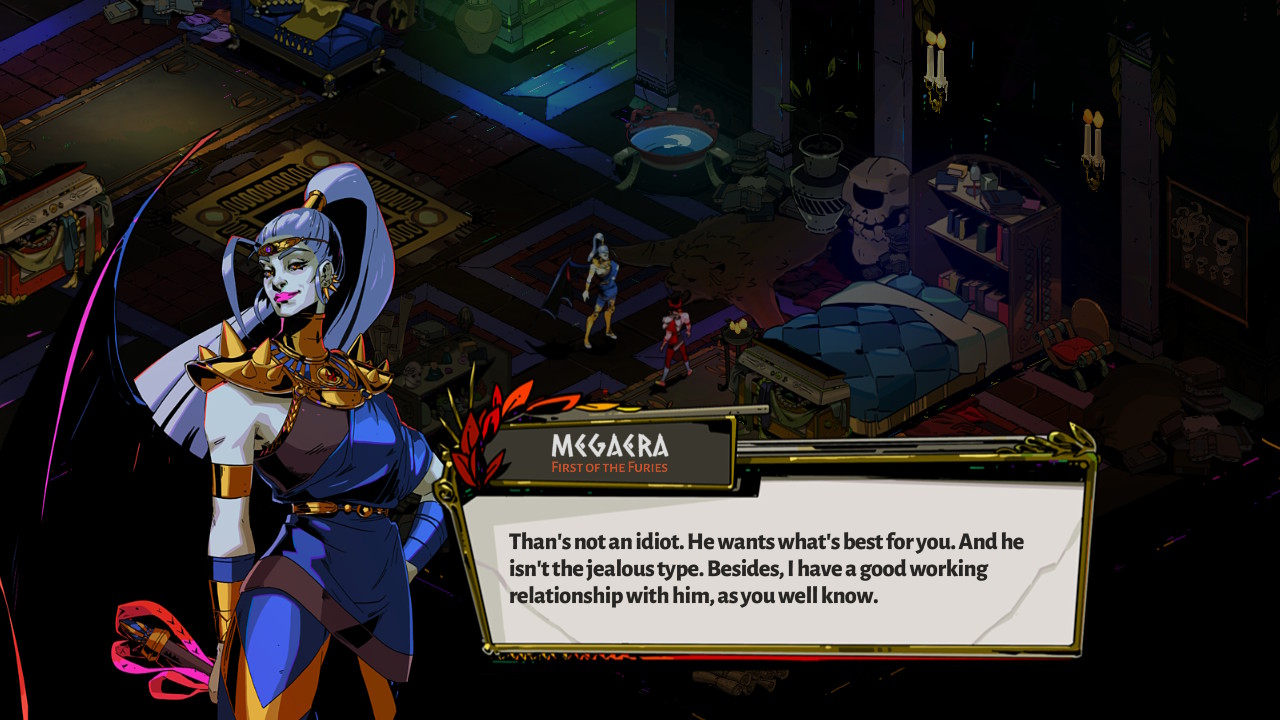 MEGAERA
FIRST OF THE FURIES
Than's not an idiot. He wants what's best for you. And he
isn't the jealous type. Besides, I have a good working
relationship with him, as you well know.